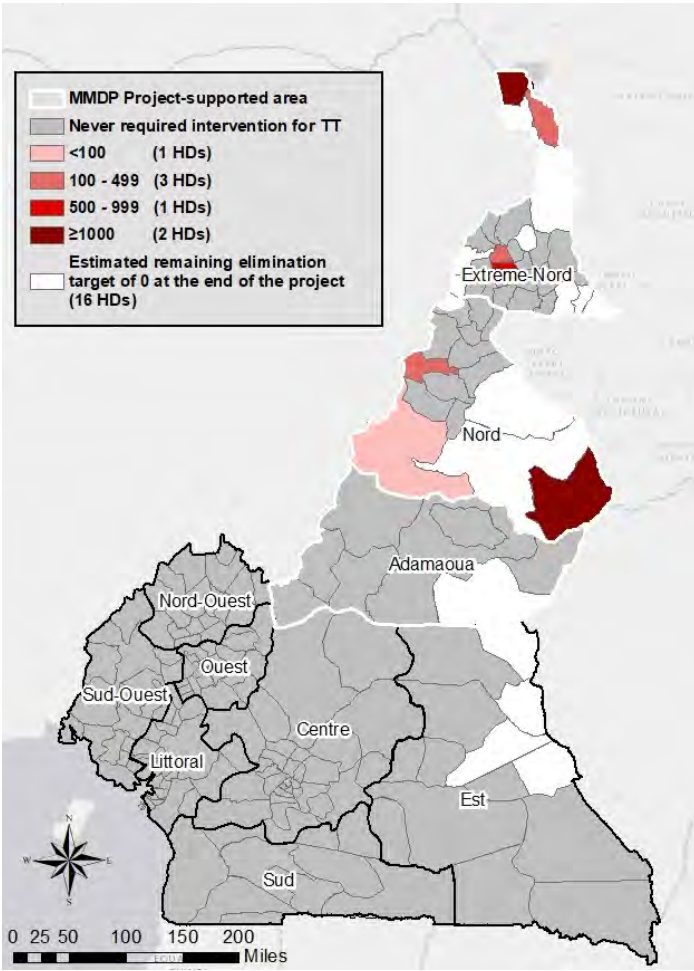 MMDP Project-supported area
Never required intervention for TT
<100 (1 HDs)
100 - 499 (3 HDs)
500 - 999 (1 HDs)
≥1000 (2 HDs)
Estimated remaining elimination
target of 0 at the end of the project
(16 HDs)
Extreme-Nord
Nord
Adamaoua
Nord-Ouest
Ouest
Sud-Ouest
Centre
Littoral
Est
Sud
N
W
E
S
0 25 50 100 150 200
Miles